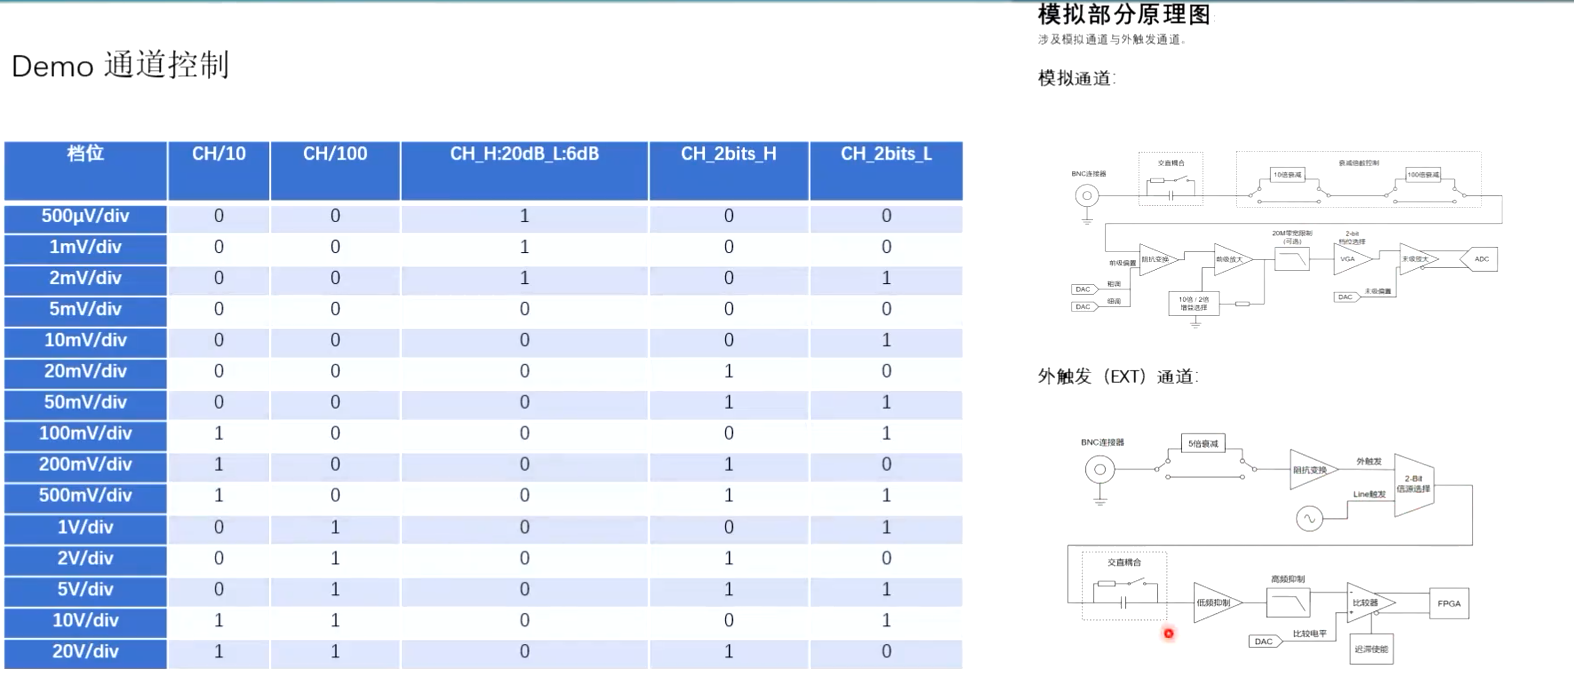 Demo 通道控制
档位 CH/10 CH/100 CH_H:20dB_L:6dB CH_2bits_H CH_2bits_L
500μV/div 0 0 1 0 0
1mV/div 0 0 1 0 0
2mV/div 0 0 1 0 1
5mV/div 0 0 0 0 0
10mV/div 0 0 0 0 1
20mV/div 0 0 0 1 0
50mV/div 0 0 0 1 1
100mV/div 1 0 0 0 1
200mV/div 1 0 0 1 0
500mV/div 1 0 0 1 1
1V/div 0 1 0 0 1
2V/div 0 1 0 1 0
5V/div 0 1 0 1 1
10V/div 1 1 0 0 1
20V/div 1 1 0 1 0
模拟部分原理图
涉及模拟通道与外触发通道。
模拟通道:
交直耦合
衰减倍数控制
BNC连接器
10倍衰减
100倍衰减
20M带宽限制
(可选)
2-bit
档位选择
前级偏置
阻抗变换
前级放大
VGA
末级放大
ADC
DAC
粗调
DAC
细调
10倍 / 2倍
增益选择
DAC
末级偏置
外触发（EXT）通道:
BNC连接器
5倍衰减
阻抗变换
外触发
Line触发
2-Bit
信源选择
交直耦合
低频抑制
高频抑制
-
+
比较器
FPGA
DAC
比较电平
迟滞使能